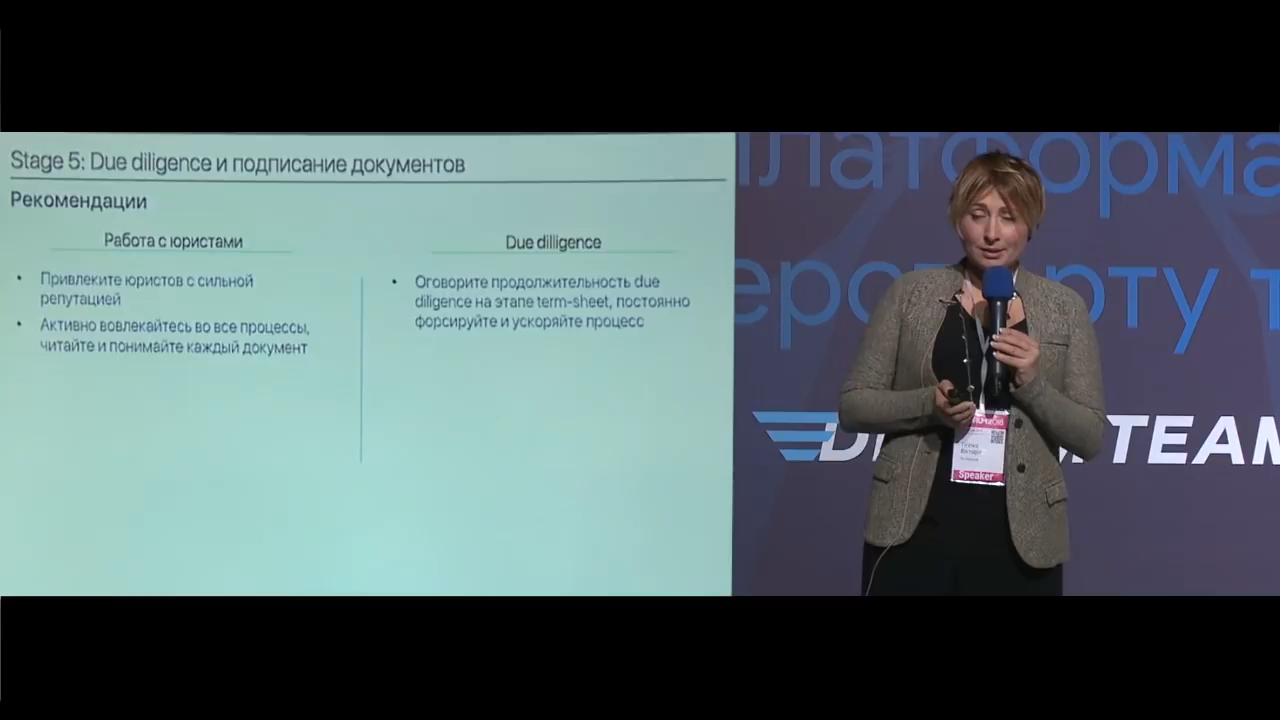 Stage 5: Due diligence и подписание документов
Рекомендации
Работа с юристами
• Привлеките юристов с сильной
репутацией
• Активно вовлекайтесь во все процессы,
читайте и понимайте каждый документ
Due dilligence
• Оговорите продолжительность due
diligence на этапе term-sheet, постоянно
форсируйте и ускоряйте процесс
Платформа
TEAM
Speaker